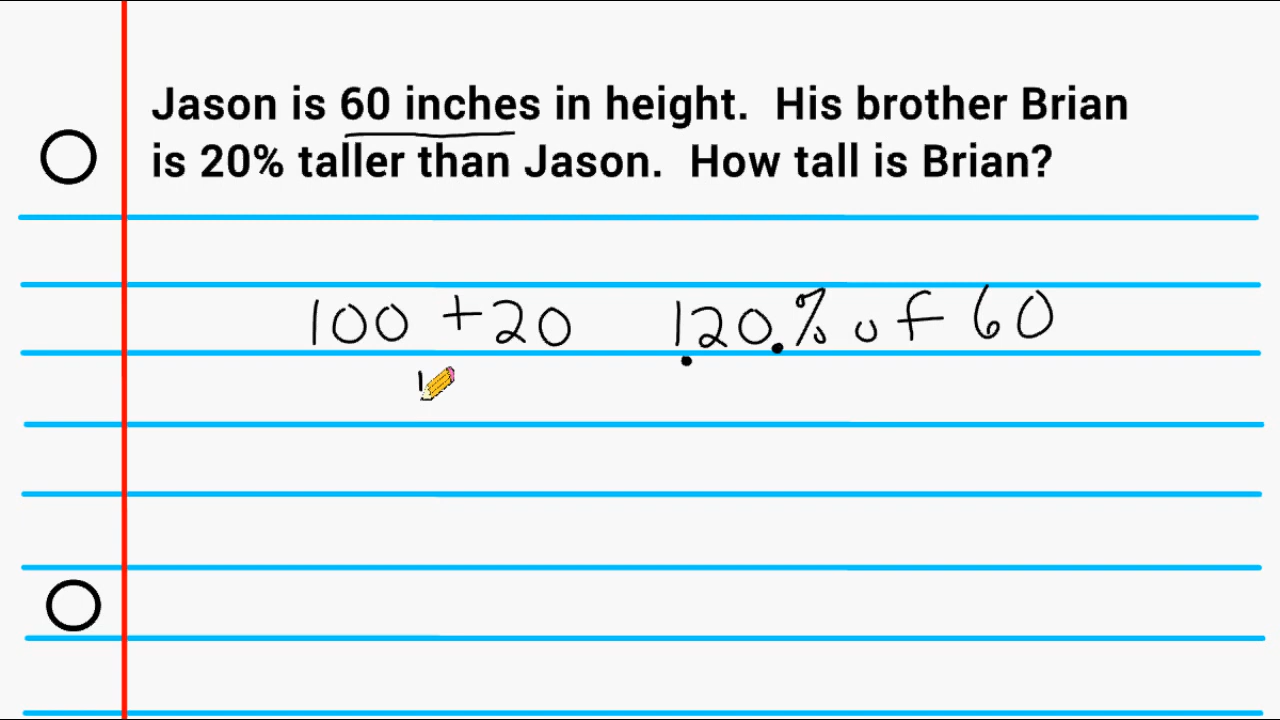 Jason is 60 inches in height. His brother Brian
is 20% taller than Jason. How tall is Brian?
100 + 20 120.% of 60
1